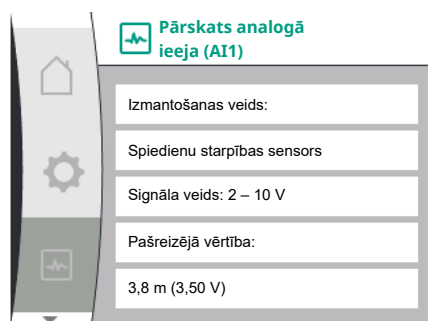 Pārskats analogā
ieeja (AI1)
Izmantošanas veids:
Spiedienu starpības sensors
Signāla veids: 2 – 10 V
Pašreizējā vērtība:
3,8 m (3,50 V)